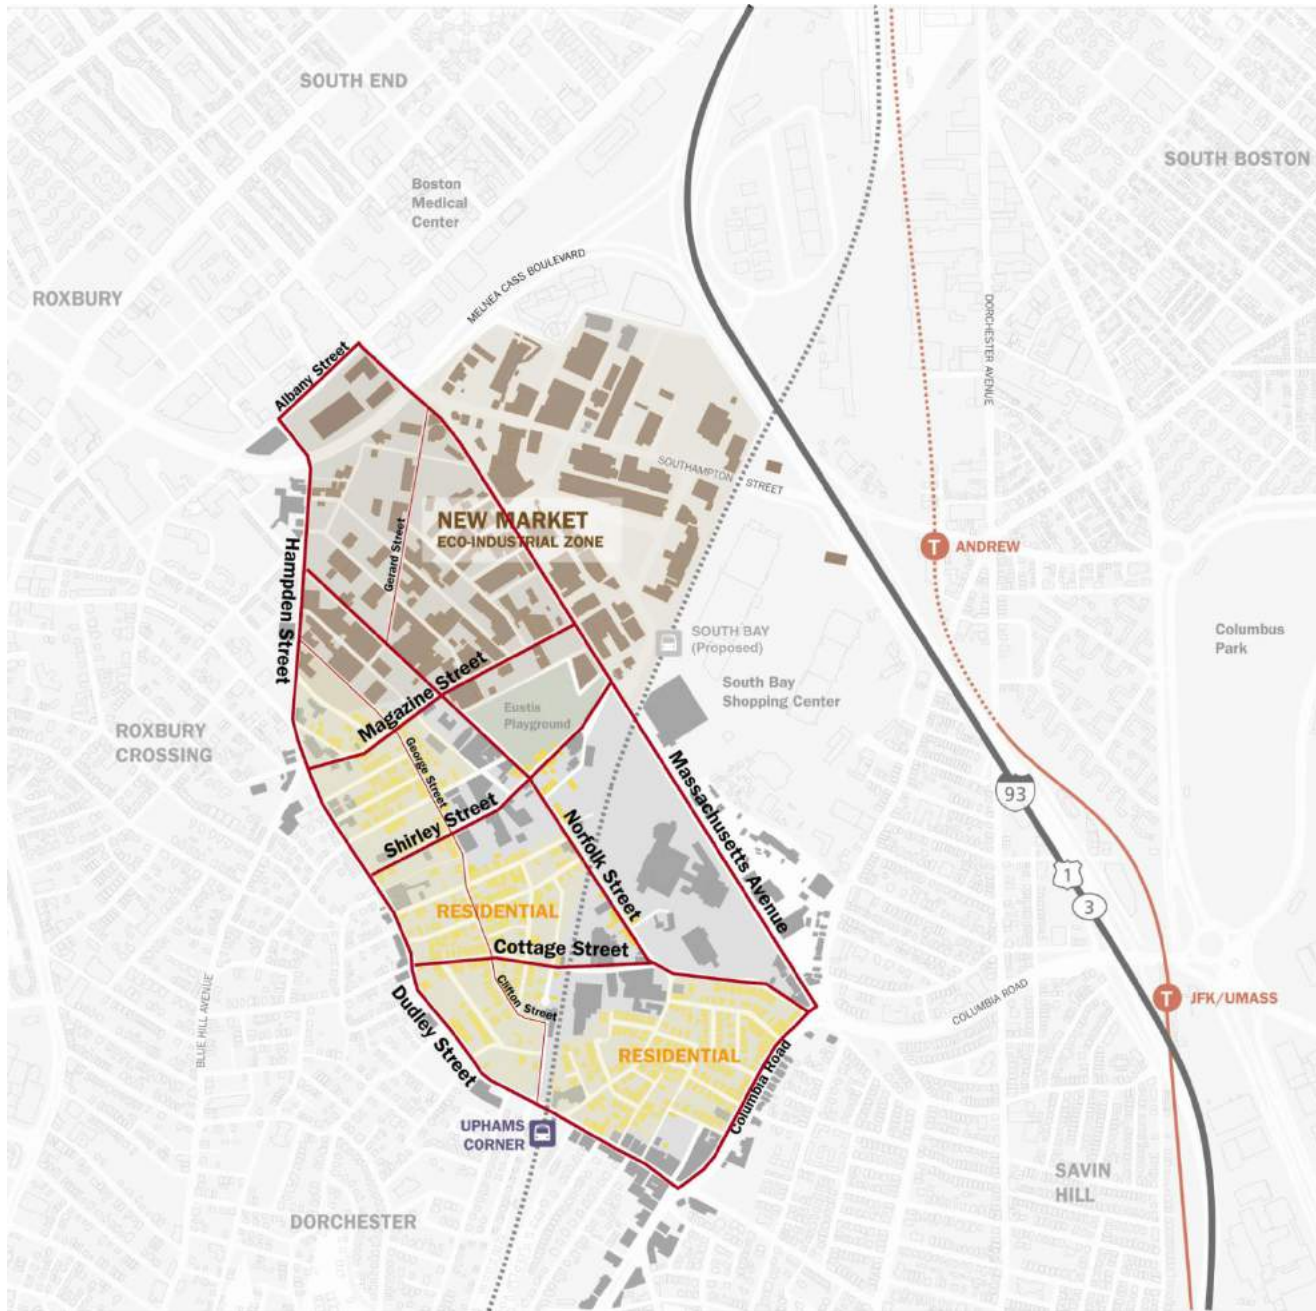 SOUTH END
SOUTH BOSTON
Boston
Medical
Center
MELNEA CASS BOULEVARD
ROXBURY
DORCHESTER AVENUE
Albany Street
SOUTHAMPTON STREET
NEW MARKET
ECO-INDUSTRIAL ZONE
Gerard Street
Hampden Street
T ANDREW
SOUTH BAY
(Proposed)
Columbus
Park
South Bay
Shopping Center
Magazine Street
Eustis
Playground
ROXBURY
CROSSING
George Street
Massachusetts Avenue
93
Shirley Street
Norfolk Street
1
3
RESIDENTIAL
Cottage Street
Clifton Street
Dudley Street
BLUE HILL AVENUE
COLUMBIA ROAD
T JFK/UMASS
RESIDENTIAL
Columbia Road
UPHAMS
CORNER
SAVIN
HILL
DORCHESTER